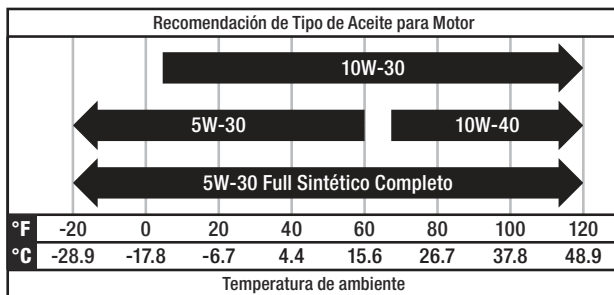 Recomendación de Tipo de Aceite para Motor
10W-30
5W-30 10W-40
5W-30 Full Sintético Completo
°F -20 0 20 40 60 80 100 120
°C -28.9 -17.8 -6.7 4.4 15.6 26.7 37.8 48.9
Temperatura de ambiente